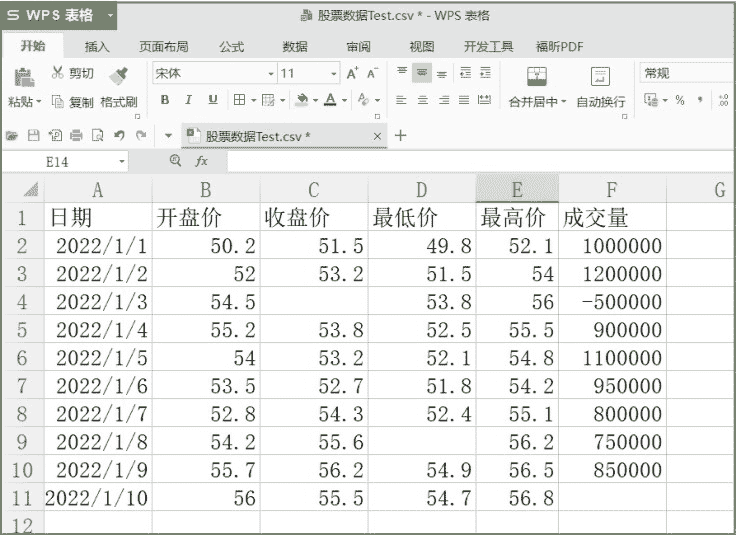 S WPS 表格 股票数据Test.csv * - WPS 表格
开始 插入 页面布局 公式 数据 审阅 视图 开发工具 福昕PDF
剪切 宋体 11 A+ A- 常规
粘贴 复制 格式刷 B I U A 合并居中 自动换行 % .00
股票数据Test.csv * × +
E14 fx
A B C D E F G
1 日期 开盘价 收盘价 最低价 最高价 成交量
2 2022/1/1 50.2 51.5 49.8 52.1 1000000
3 2022/1/2 52 53.2 51.5 54 1200000
4 2022/1/3 54.5 53.8 56 -500000
5 2022/1/4 55.2 53.8 52.5 55.5 900000
6 2022/1/5 54 53.2 52.1 54.8 1100000
7 2022/1/6 53.5 52.7 51.8 54.2 950000
8 2022/1/7 52.8 54.3 52.4 55.1 800000
9 2022/1/8 54.2 55.6 56.2 750000
10 2022/1/9 55.7 56.2 54.9 56.5 850000
11 2022/1/10 56 55.5 54.7 56.8
12